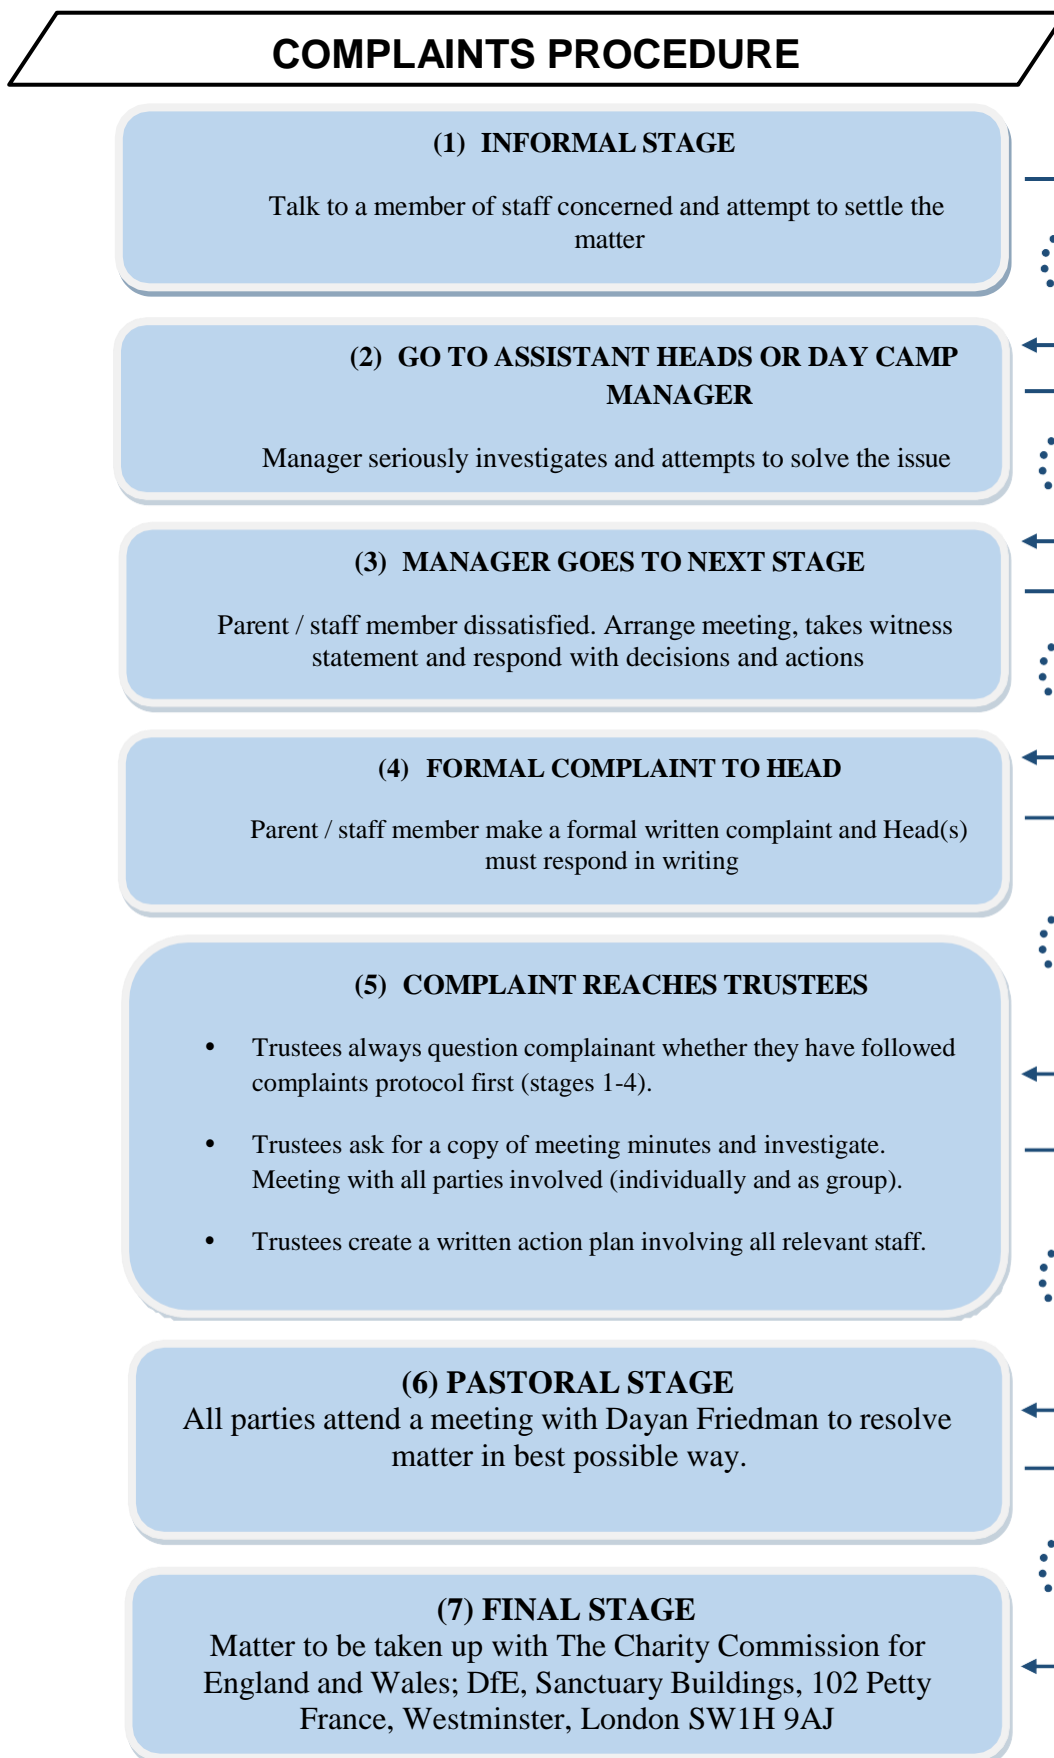 COMPLAINTS PROCEDURE
(1) INFORMAL STAGE
Talk to a member of staff concerned and attempt to settle the
matter
(2) GO TO ASSISTANT HEADS OR DAY CAMP
MANAGER
Manager seriously investigates and attempts to solve the issue
(3) MANAGER GOES TO NEXT STAGE
Parent / staff member dissatisfied. Arrange meeting, takes witness
statement and respond with decisions and actions
(4) FORMAL COMPLAINT TO HEAD
Parent / staff member make a formal written complaint and Head(s)
must respond in writing
(5) COMPLAINT REACHES TRUSTEES
• Trustees always question complainant whether they have followed
complaints protocol first (stages 1-4).
• Trustees ask for a copy of meeting minutes and investigate.
Meeting with all parties involved (individually and as group).
• Trustees create a written action plan involving all relevant staff.
(6) PASTORAL STAGE
All parties attend a meeting with Dayan Friedman to resolve
matter in best possible way.
(7) FINAL STAGE
Matter to be taken up with The Charity Commission for
England and Wales; DfE, Sanctuary Buildings, 102 Petty
France, Westminster, London SW1H 9AJ